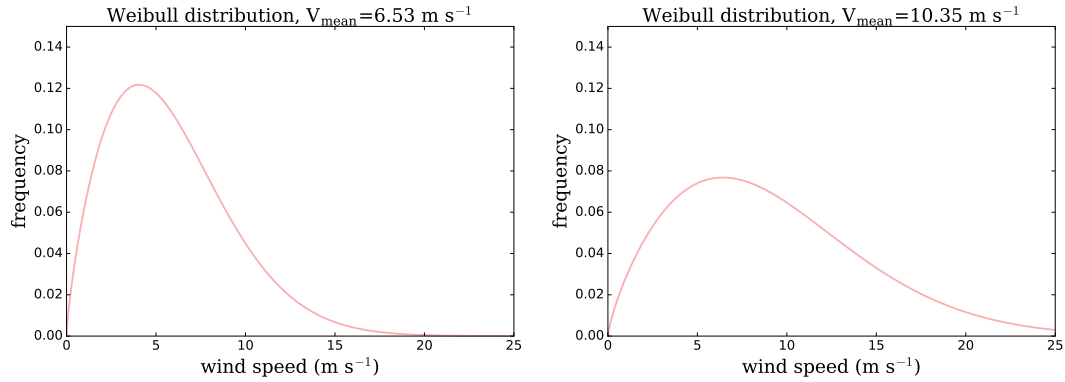 Weibull distribution, Vmean=6.53 m s−1
0.14
0.12
0.10
0.08
0.06
0.04
0.02
0.00
frequency
0 5 10 15 20 25
wind speed (m s−1)
Weibull distribution, Vmean=10.35 m s−1
0.14
0.12
0.10
0.08
0.06
0.04
0.02
0.00
frequency
0 5 10 15 20 25
wind speed (m s−1)